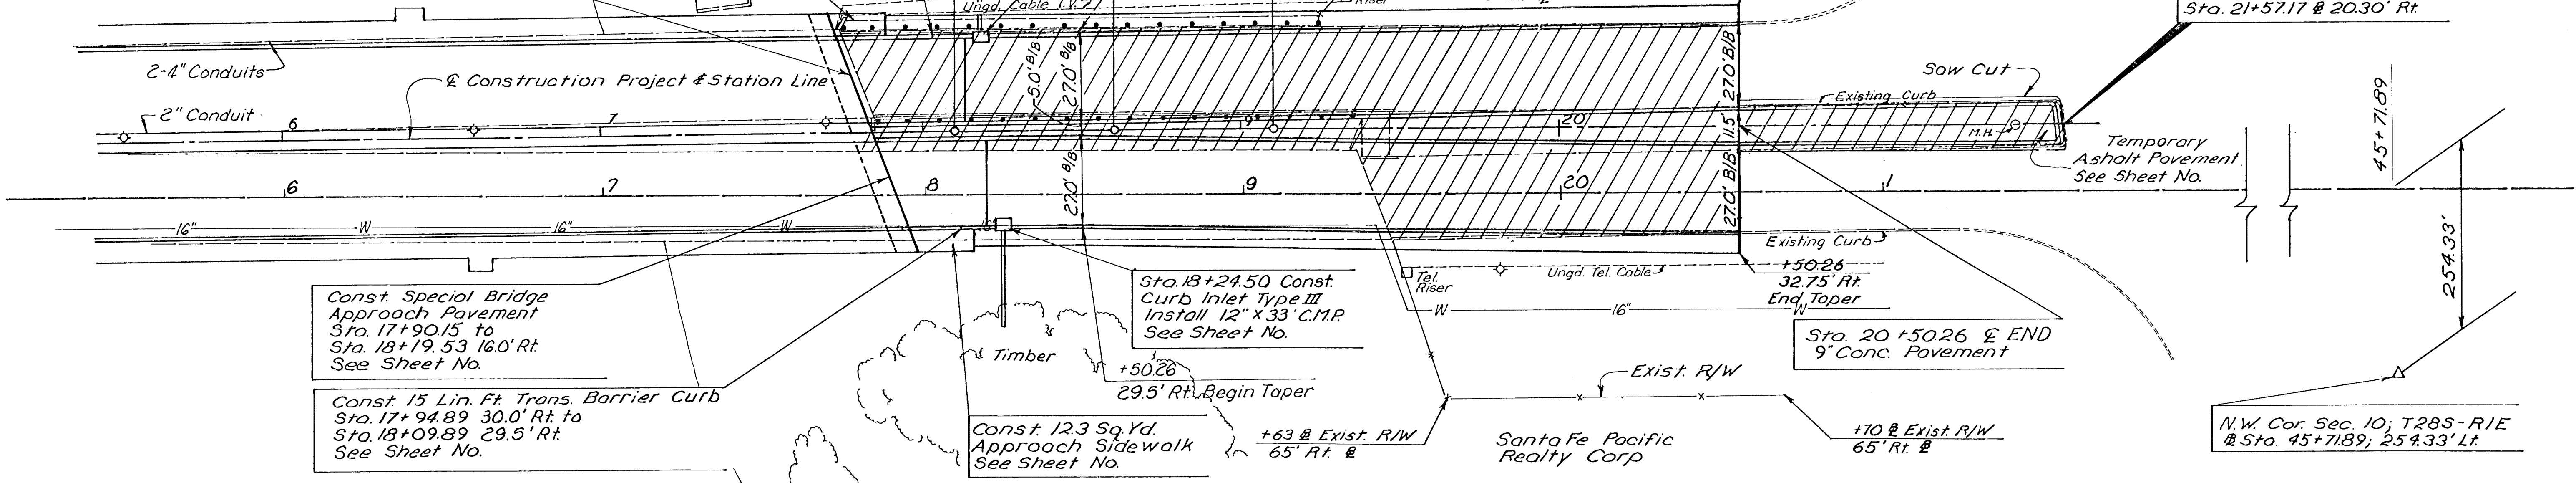 Ungd. Cable T.V.
Riser
Sta. 21+57.17 ⅊ 20.30' Rt.
2-4" Conduits
℄ Construction Project & Station Line
2" Conduit
6
7
9
20
5.0' B/B
27.0' B/B
27.0' B/B
27.0' B/B
11.5'
27.0' B/B
Saw Cut
Existing Curb
M.H.
Temporary
Ashalt Pavement
See Sheet No.
45+71.89
254.33'
6
7
8
9
20
1
16"
W
16"
W
16"
Existing Curb
Tel.
Riser
Ungd. Tel. Cable
+50.26
32.75' Rt.
End Taper
W
16"
W
Const. Special Bridge
Approach Pavement
Sta. 17+90.15 to
Sta. 18+19.53 16.0' Rt.
See Sheet No.
Sta. 18+24.50 Const.
Curb Inlet Type III
Install 12" X 33' C.M.P.
See Sheet No.
Timber
+50.26
29.5' Rt. Begin Taper
Sta. 20+50.26 ℄ END
9" Conc. Pavement
Exist. R/W
Const. 15 Lin. Ft. Trans. Barrier Curb
Sta. 17+94.89 30.0' Rt. to
Sta. 18+09.89 29.5' Rt.
See Sheet No.
Const. 12.3 Sq. Yd.
Approach Sidewalk
See Sheet No.
+63 ⅊ Exist. R/W
65' Rt. ⅊
Santa Fe Pacific
Realty Corp
+70 ⅊ Exist. R/W
65' Rt. ⅊
N.W. Cor. Sec. 10; T28S-R1E
⅊ Sta. 45+71.89; 254.33' Lt.